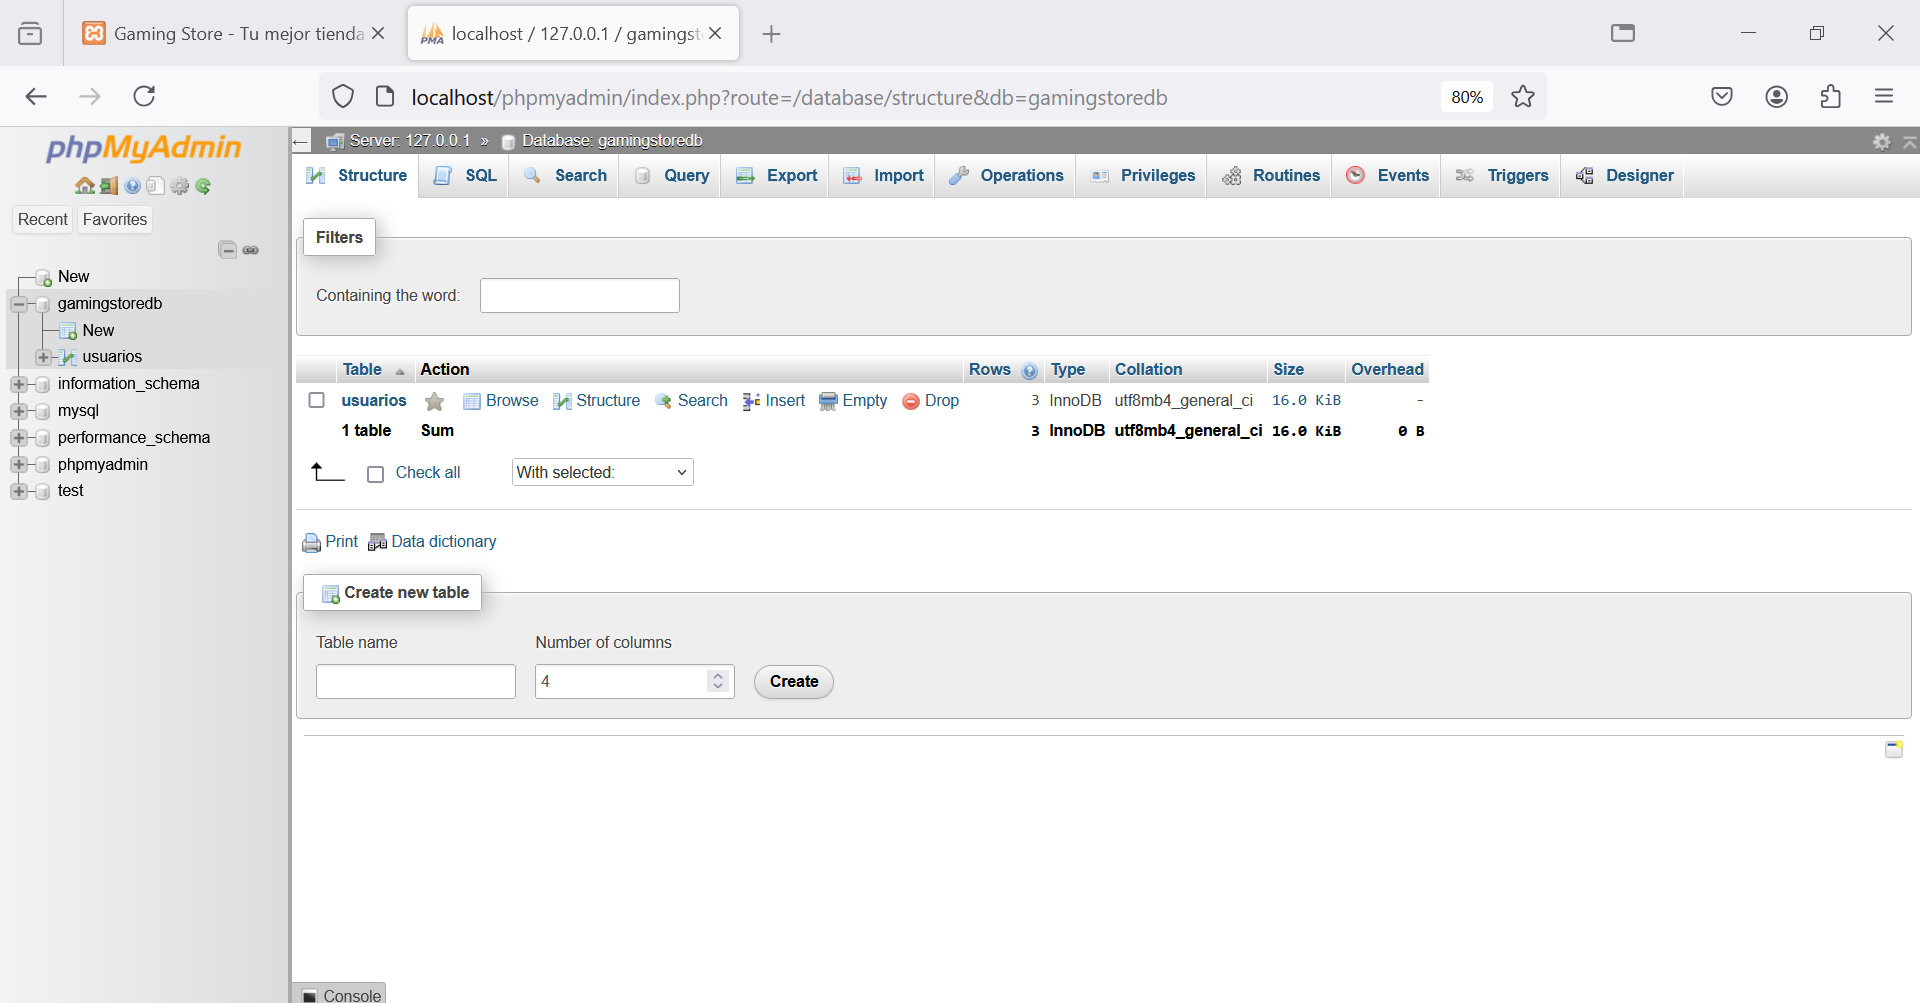 Gaming Store - Tu mejor tienda
localhost / 127.0.0.1 / gamingst
localhost/phpmyadmin/index.php?route=/database/structure&db=gamingstoredb
80%
phpMyAdmin
Recent Favorites
New
gamingstoredb
New
usuarios
information_schema
mysql
performance_schema
phpmyadmin
test
Server: 127.0.0.1 » Database: gamingstoredb
Structure SQL Search Query Export Import Operations Privileges Routines Events Triggers Designer
Filters
Containing the word:
Table Action Rows Type Collation Size Overhead
usuarios Browse Structure Search Insert Empty Drop 3 InnoDB utf8mb4_general_ci 16.0 KiB -
1 table Sum 3 InnoDB utf8mb4_general_ci 16.0 KiB 0 B
Check all With selected:
Print Data dictionary
Create new table
Table name Number of columns
4 Create
Console